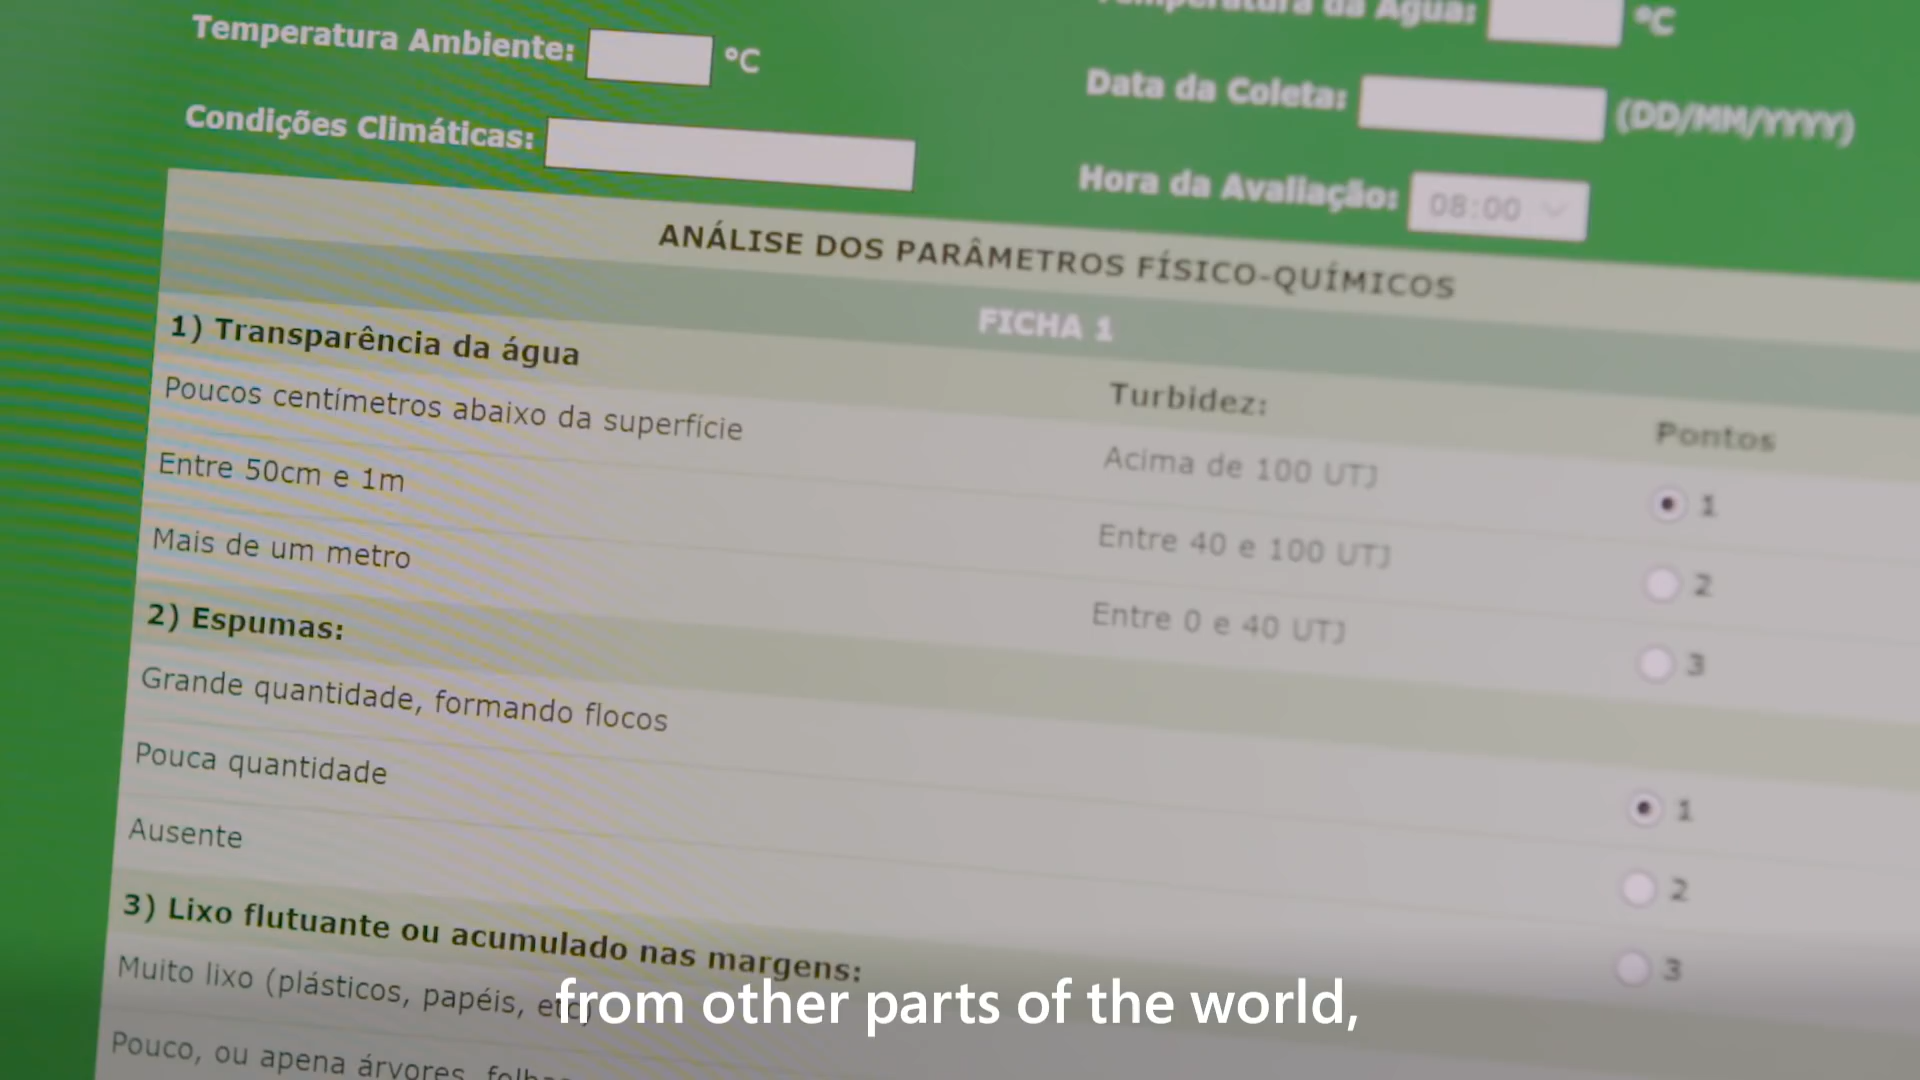 Temperatura Ambiente: °C
Temperatura da Água: °C
Condições Climáticas:
Data da Coleta: (DD/MM/YYYY)
Hora da Avaliação: 08:00
ANÁLISE DOS PARÂMETROS FÍSICO-QUÍMICOS
FICHA 1
1) Transparência da água Turbidez: Pontos
Poucos centímetros abaixo da superfície Acima de 100 UTJ 1
Entre 50cm e 1m Entre 40 e 100 UTJ 2
Mais de um metro Entre 0 e 40 UTJ 3
2) Espumas:
Grande quantidade, formando flocos 1
Pouca quantidade 2
Ausente 3
3) Lixo flutuante ou acumulado nas margens:
Muito lixo (plásticos, papéis, etc)
Pouco, ou apena árvores,
from other parts of the world,